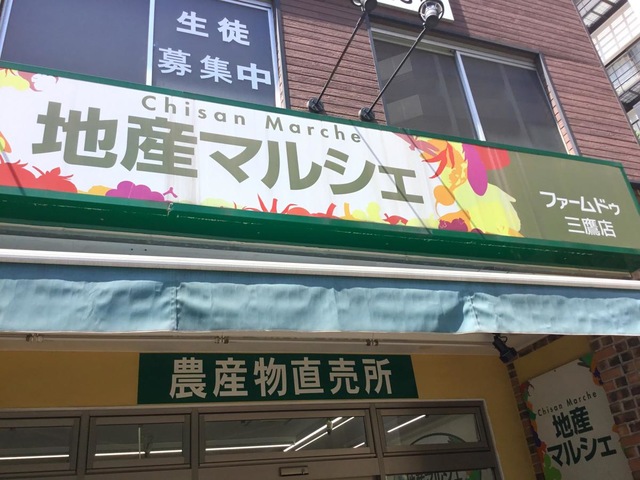 生徒
募集中
Chisan Marche
地産マルシェ
ファームドゥ
三鷹店
農産物直売所
Chisan Marche
地産
マルシェ